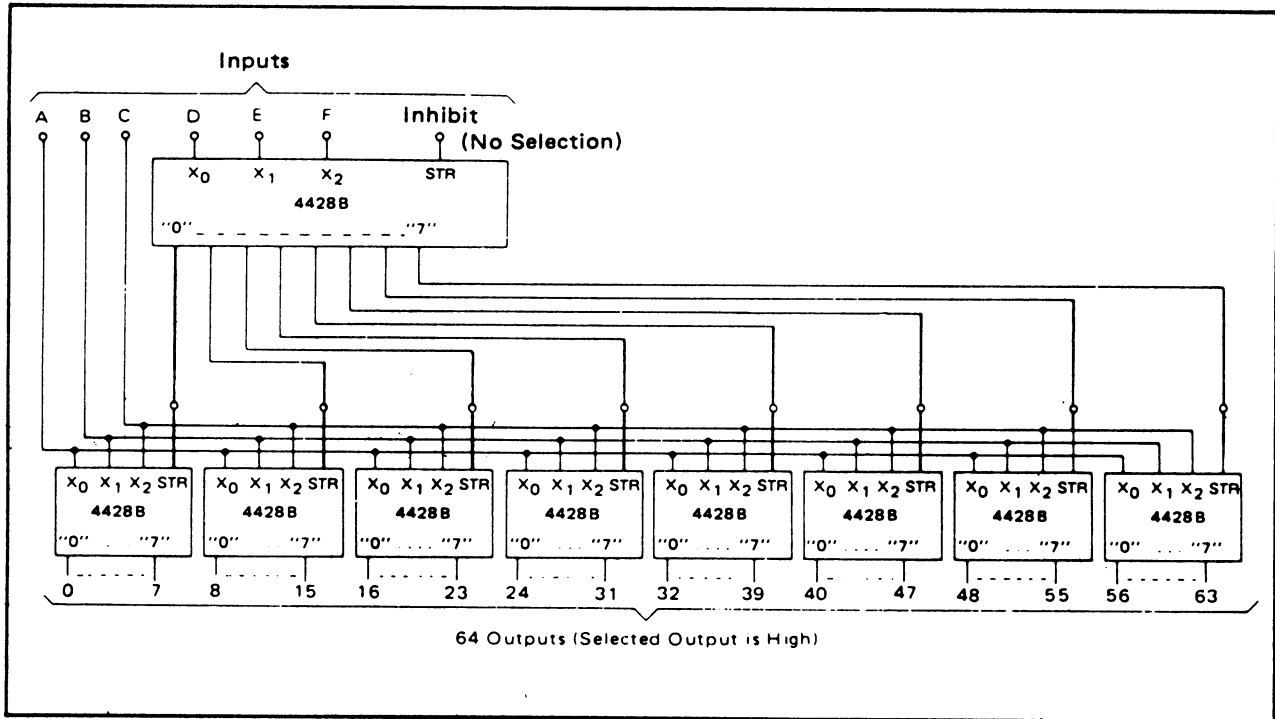 Inputs
A B C D E F Inhibit
(No Selection)
X0 X1 X2 STR
4428B
"0" "7"
X0 X1 X2 STR X0 X1 X2 STR X0 X1 X2 STR X0 X1 X2 STR X0 X1 X2 STR X0 X1 X2 STR X0 X1 X2 STR X0 X1 X2 STR
4428B 4428B 4428B 4428B 4428B 4428B 4428B 4428B
"0" .... "7" "0" .... "7" "0" .... "7" "0" .... "7" "0" .... "7" "0" .... "7" "0" .... "7" "0" ... "7"
0 7 8 15 16 23 24 31 32 39 40 47 48 55 56 63
64 Outputs (Selected Output is High)